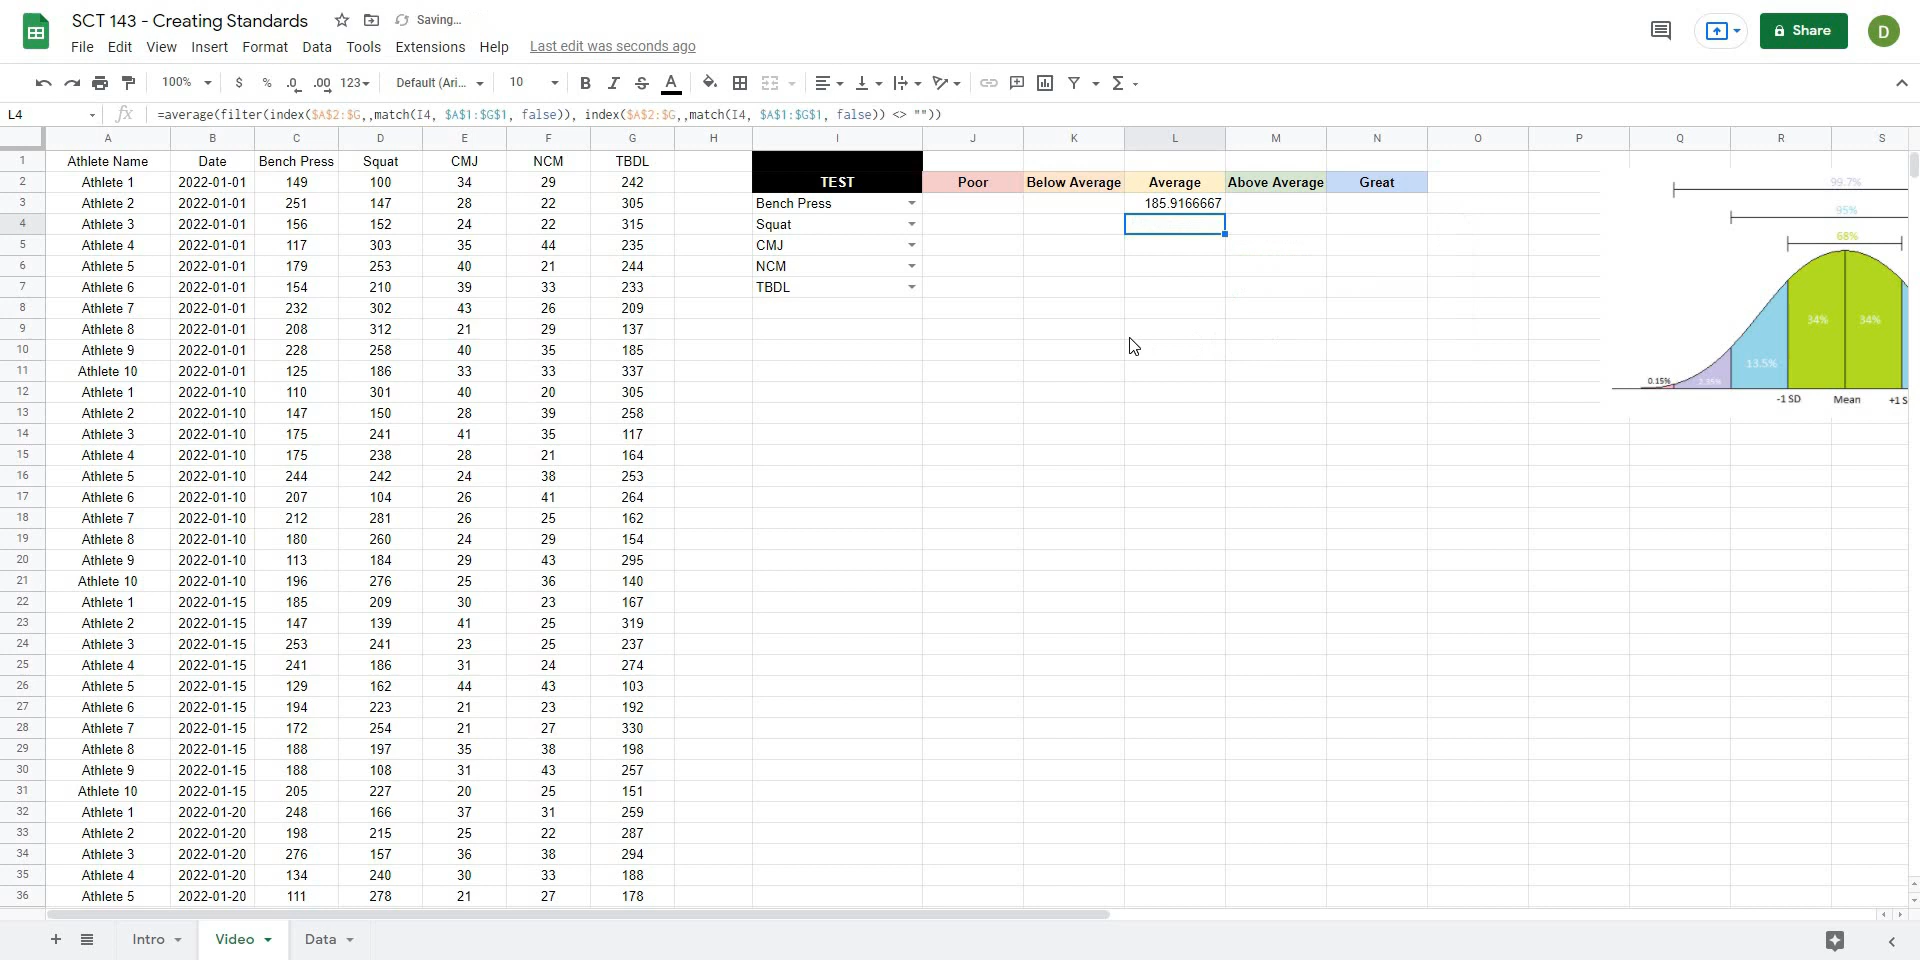 SCT 143 - Creating Standards Saving...
File Edit View Insert Format Data Tools Extensions Help Last edit was seconds ago
Share
D
100% $ % .0 .00 123 Default (Ari... 10 B I S A Σ
L4 fx =average(filter(index($A$2:$G,,match(I4, $A$1:$G$1, false)), index($A$2:$G,,match(I4, $A$1:$G$1, false)) <> ""))
A B C D E F G H I J K L M N O P Q R S
1 Athlete Name Date Bench Press Squat CMJ NCM TBDL
2 Athlete 1 2022-01-01 149 100 34 29 242 TEST Poor Below Average Average Above Average Great
3 Athlete 2 2022-01-01 251 147 28 22 305 Bench Press 185.9166667
4 Athlete 3 2022-01-01 156 152 24 22 315 Squat
5 Athlete 4 2022-01-01 117 303 35 44 235 CMJ
6 Athlete 5 2022-01-01 179 253 40 21 244 NCM
7 Athlete 6 2022-01-01 154 210 39 33 233 TBDL
8 Athlete 7 2022-01-01 232 302 43 26 209
9 Athlete 8 2022-01-01 208 312 21 29 137
10 Athlete 9 2022-01-01 228 258 40 35 185
11 Athlete 10 2022-01-01 125 186 33 33 337
12 Athlete 1 2022-01-10 110 301 40 20 305
13 Athlete 2 2022-01-10 147 150 28 39 258
14 Athlete 3 2022-01-10 175 241 41 35 117
15 Athlete 4 2022-01-10 175 238 28 21 164
16 Athlete 5 2022-01-10 244 242 24 38 253
17 Athlete 6 2022-01-10 207 104 26 41 264
18 Athlete 7 2022-01-10 212 281 26 25 162
19 Athlete 8 2022-01-10 180 260 24 29 154
20 Athlete 9 2022-01-10 113 184 29 43 295
21 Athlete 10 2022-01-10 196 276 25 36 140
22 Athlete 1 2022-01-15 185 209 30 23 167
23 Athlete 2 2022-01-15 147 139 41 25 319
24 Athlete 3 2022-01-15 253 241 23 25 237
25 Athlete 4 2022-01-15 241 186 31 24 274
26 Athlete 5 2022-01-15 129 162 44 43 103
27 Athlete 6 2022-01-15 194 223 21 23 192
28 Athlete 7 2022-01-15 172 254 21 27 330
29 Athlete 8 2022-01-15 188 197 35 38 198
30 Athlete 9 2022-01-15 188 108 31 43 257
31 Athlete 10 2022-01-15 205 227 20 25 151
32 Athlete 1 2022-01-20 248 166 37 31 259
33 Athlete 2 2022-01-20 198 215 25 22 287
34 Athlete 3 2022-01-20 276 157 36 38 294
35 Athlete 4 2022-01-20 134 240 30 33 188
36 Athlete 5 2022-01-20 111 278 21 27 178
99.7%
95%
68%
34% 34%
13.5%
0.15% 2.35%
-1 SD Mean +1 S
Intro Video Data